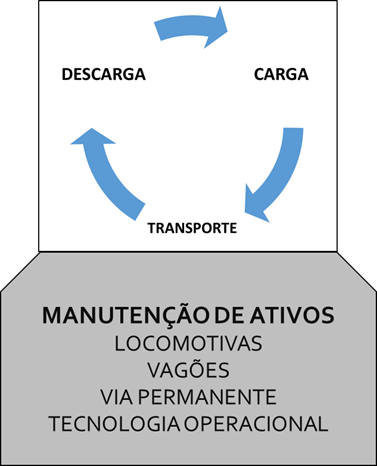 DESCARGA
CARGA
TRANSPORTE
MANUTENÇÃO DE ATIVOS
LOCOMOTIVAS
VAGÕES
VIA PERMANENTE
TECNOLOGIA OPERACIONAL